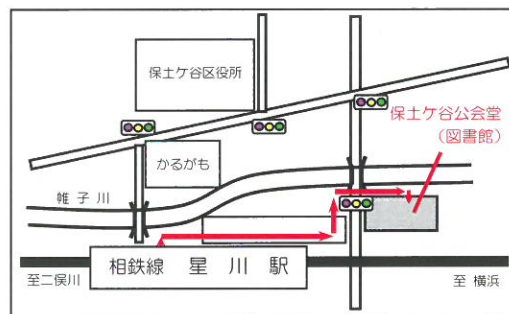 保土ケ谷区役所
保土ケ谷公会堂
(図書館)
かるがも
帷子川
相鉄線 星川駅
至二俣川
至 横浜